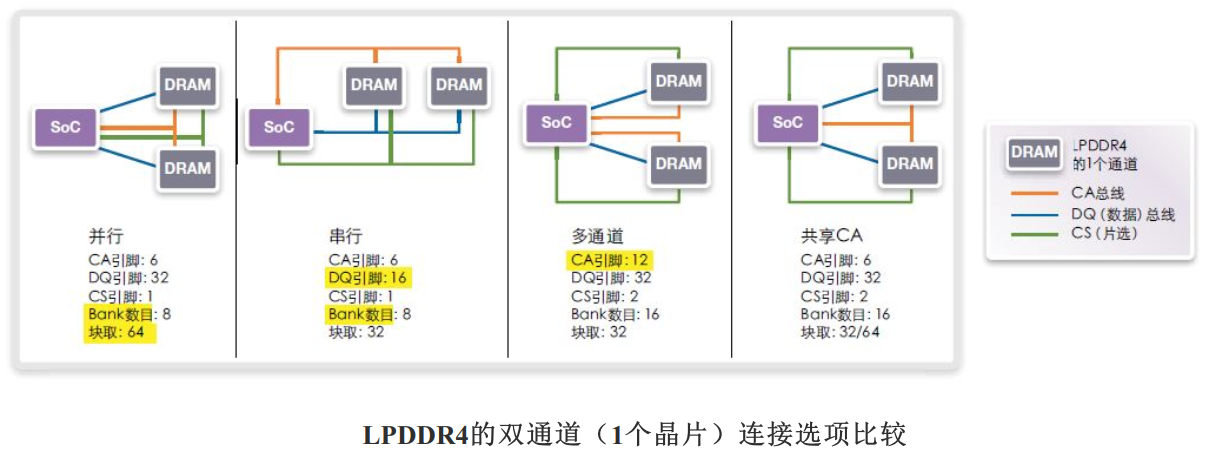 DRAM
SoC
DRAM
并行
CA引脚: 6
DQ引脚: 32
CS引脚: 1
Bank数目: 8
块取: 64
SoC
DRAM
DRAM
串行
CA引脚: 6
DQ引脚: 16
CS引脚: 1
Bank数目: 8
块取: 32
DRAM
SoC
DRAM
多通道
CA引脚: 12
DQ引脚: 32
CS引脚: 2
Bank数目: 16
块取: 32
DRAM
SoC
DRAM
共享CA
CA引脚: 6
DQ引脚: 32
CS引脚: 2
Bank数目: 16
块取: 32/64
DRAM
LPDDR4
的1个通道
CA总线
DQ (数据) 总线
CS (片选)
LPDDR4的双通道（1个晶片）连接选项比较